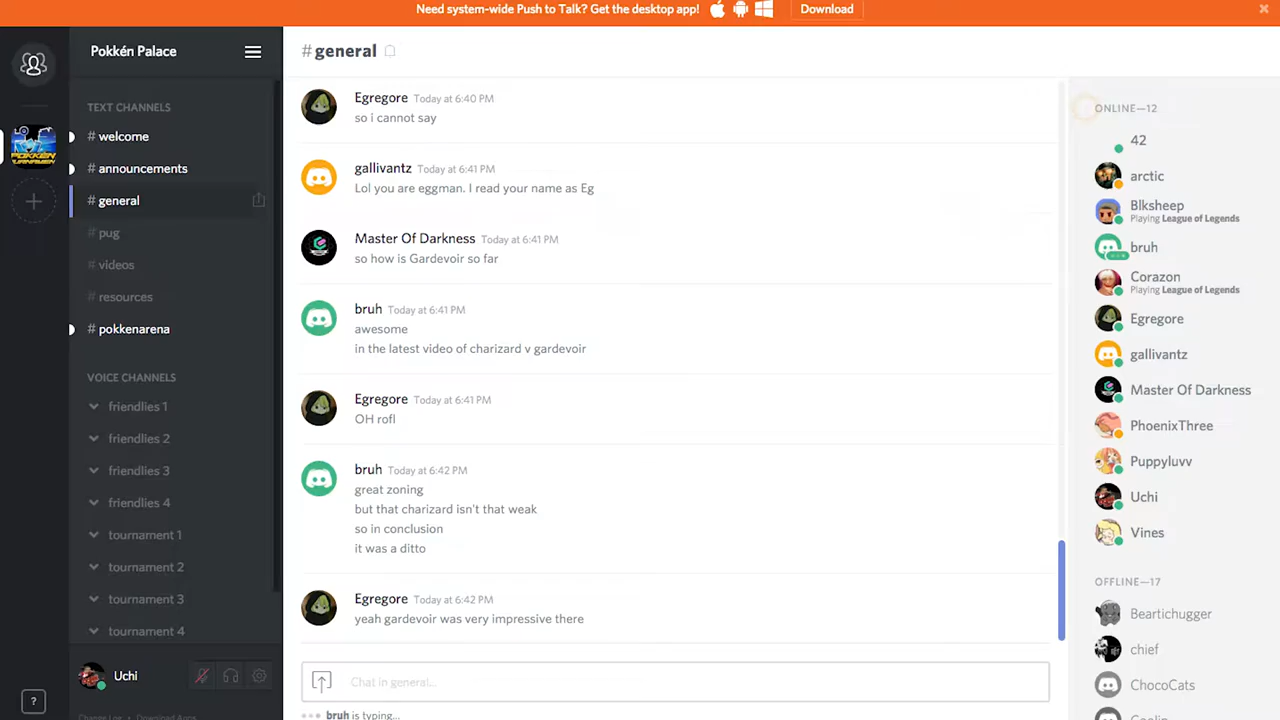 Need system-wide Push to Talk? Get the desktop app!
Download
Pokkén Palace
TEXT CHANNELS
# welcome
# announcements
# general
# pug
# videos
# resources
# pokkenarena
VOICE CHANNELS
friendlies 1
friendlies 2
friendlies 3
friendlies 4
tournament 1
tournament 2
tournament 3
tournament 4
Uchi
Change Log • Download Apps
?
#general
Egregore Today at 6:40 PM
so i cannot say
gallivantz Today at 6:41 PM
Lol you are eggman. I read your name as Eg
Master Of Darkness Today at 6:41 PM
so how is Gardevoir so far
bruh Today at 6:41 PM
awesome
in the latest video of charizard v gardevoir
Egregore Today at 6:41 PM
OH rofl
bruh Today at 6:42 PM
great zoning
but that charizard isn't that weak
so in conclusion
it was a ditto
Egregore Today at 6:42 PM
yeah gardevoir was very impressive there
Chat in general...
bruh is typing...
ONLINE—12
42
arctic
Blksheep
Playing League of Legends
bruh
Corazon
Playing League of Legends
Egregore
gallivantz
Master Of Darkness
PhoenixThree
Puppyluvv
Uchi
Vines
OFFLINE—17
Beartichugger
chief
ChocoCats